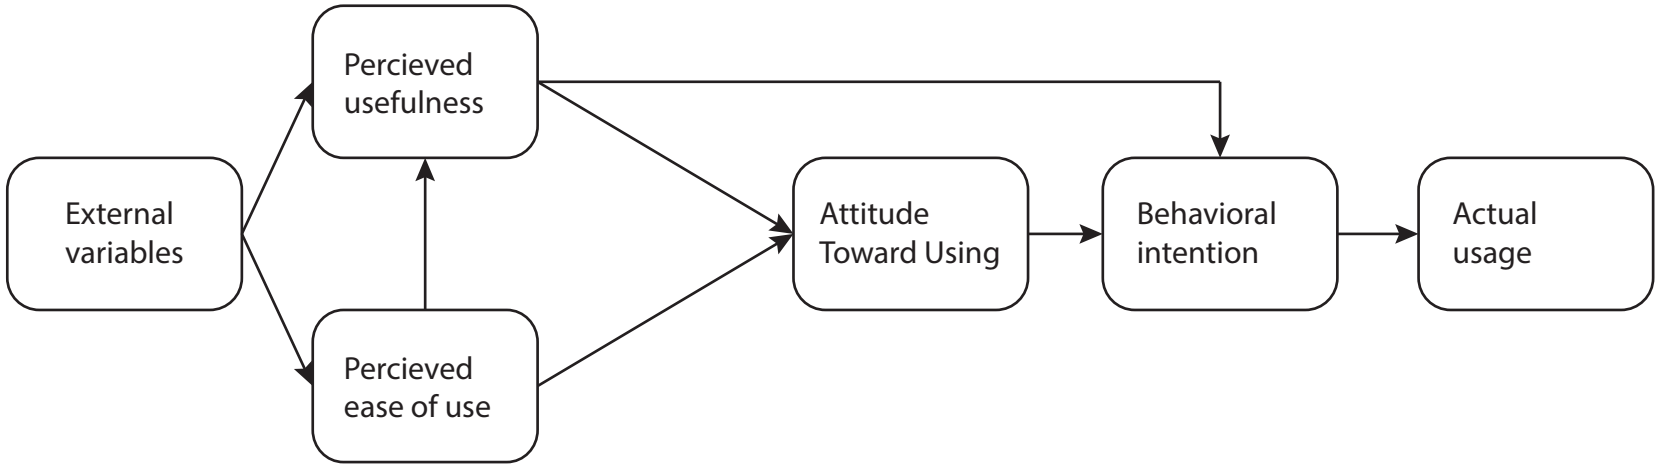 Percieved
usefulness
External
variables
Attitude
Toward Using
Behavioral
intention
Actual
usage
Percieved
ease of use